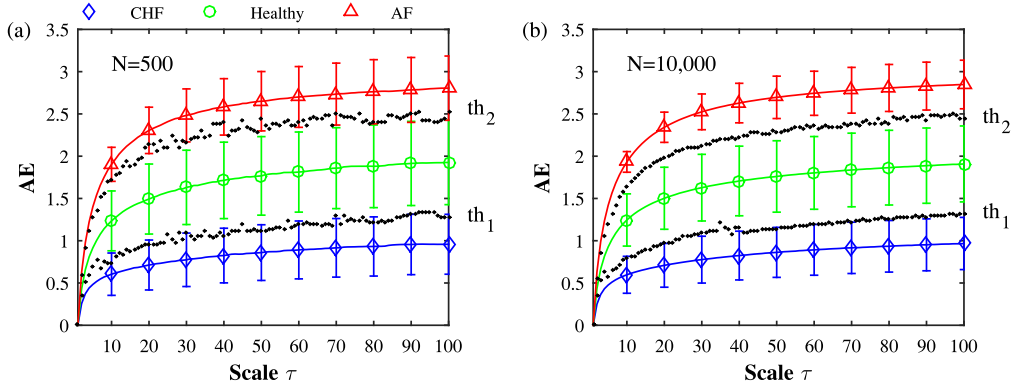 CHF Healthy AF
(a) (b)
3.5 3.5
N=500 N=10,000
3 3
2.5 th2 2.5 th2
2 2
AE AE
1.5 1.5
1 th1 1 th1
0.5 0.5
0 0
10 20 30 40 50 60 70 80 90 100 10 20 30 40 50 60 70 80 90 100
Scale τ Scale τ